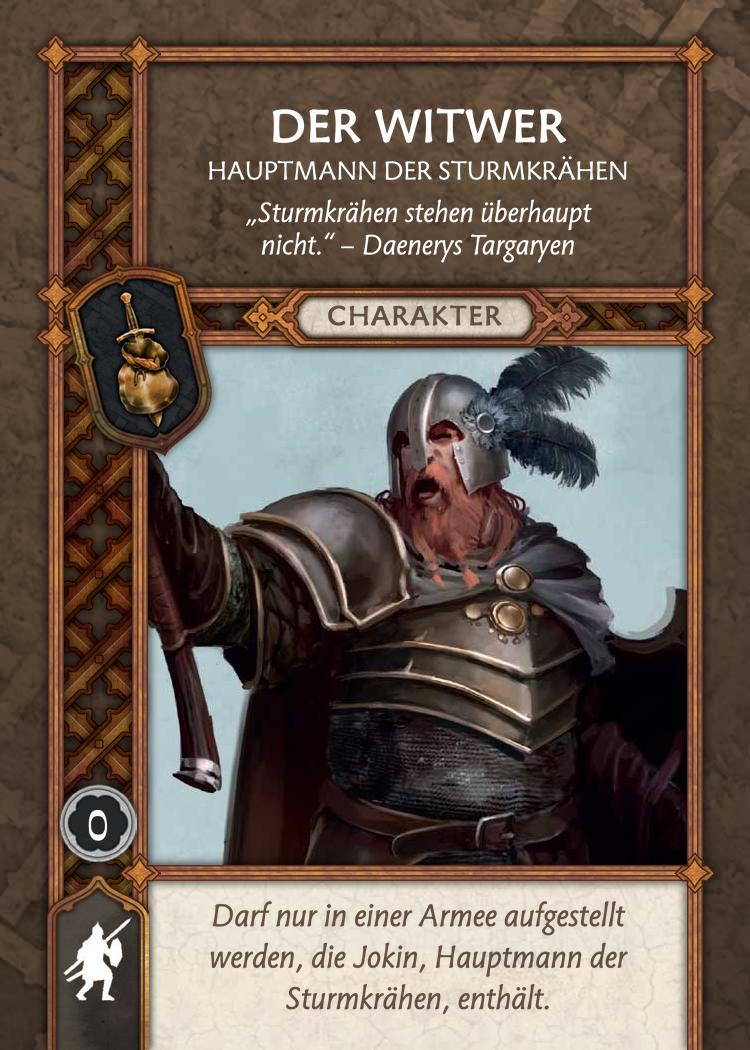 DER WITWER
HAUPTMANN DER STURMKRÄHEN
„Sturmkrähen stehen überhaupt
nicht.“ – Daenerys Targaryen
CHARAKTER
0
Darf nur in einer Armee aufgestellt
werden, die Jokin, Hauptmann der
Sturmkrähen, enthält.